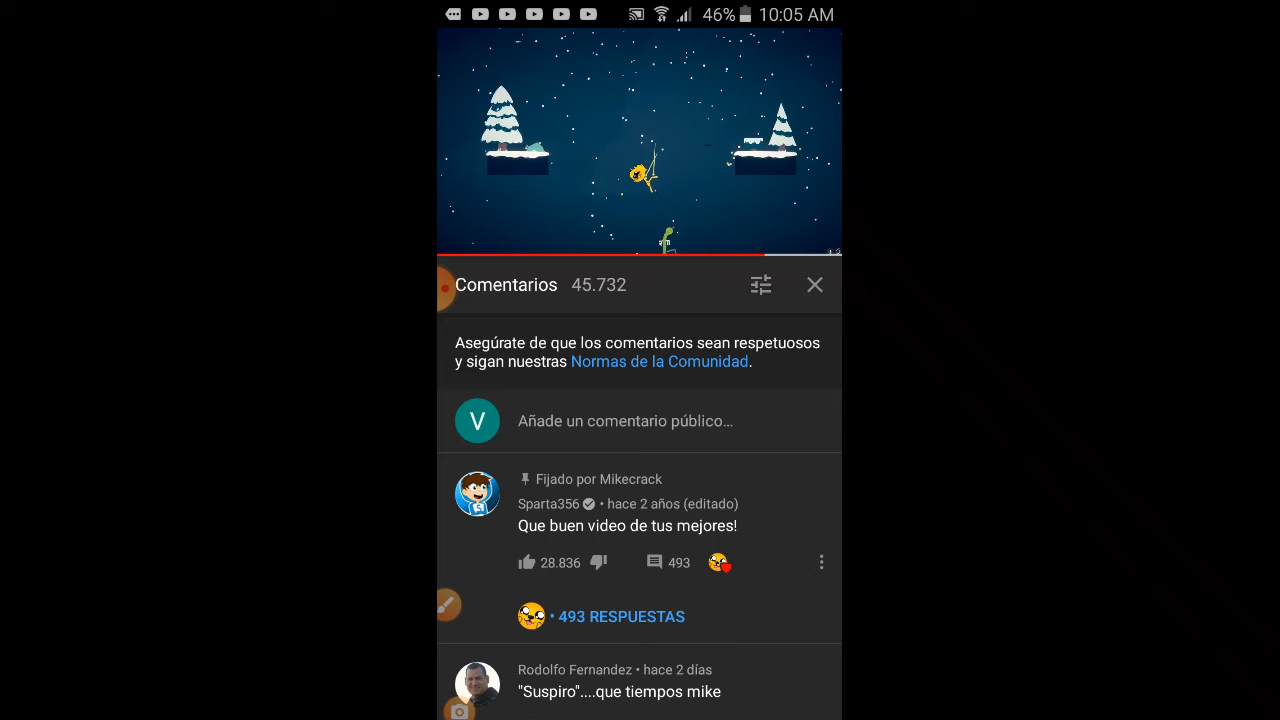 46% 10:05 AM
Comentarios 45.732
Asegúrate de que los comentarios sean respetuosos
y sigan nuestras Normas de la Comunidad.
V Añade un comentario público...
Fijado por Mikecrack
Sparta356 • hace 2 años (editado)
Que buen video de tus mejores!
28.836 493
• 493 RESPUESTAS
Rodolfo Fernandez • hace 2 días
"Suspiro"....que tiempos mike